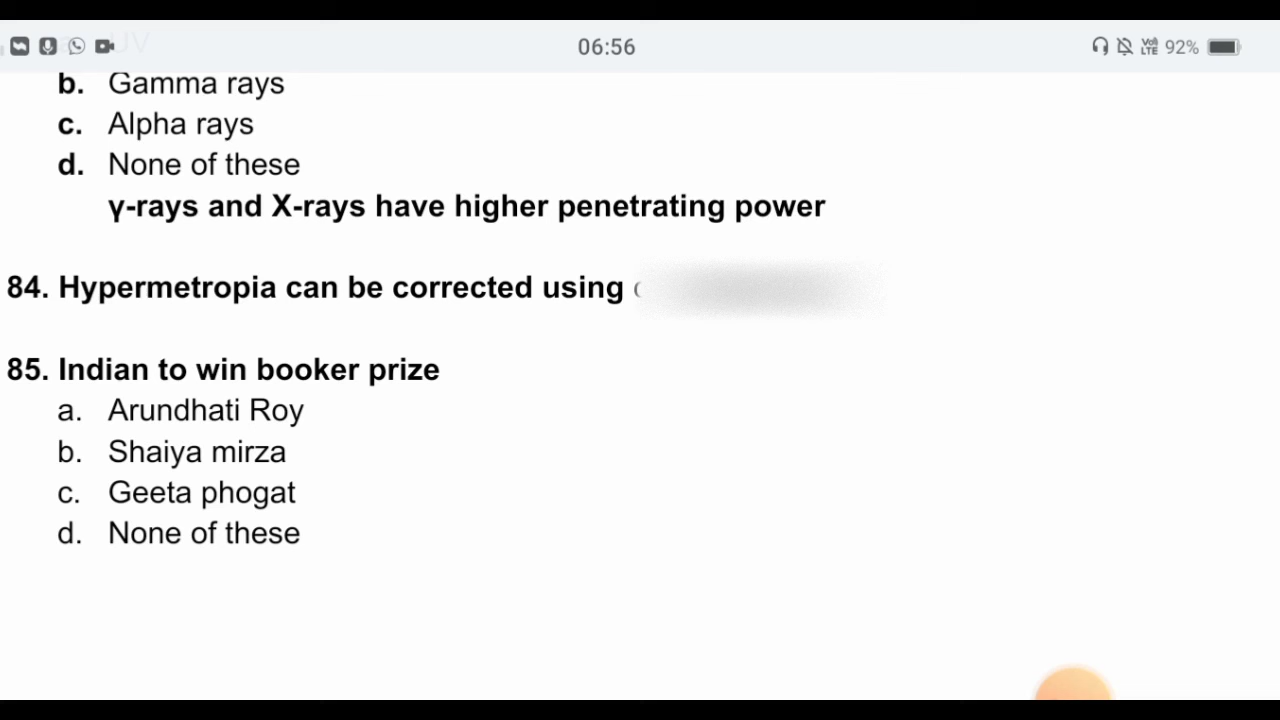 06:56
92%
b. Gamma rays
c. Alpha rays
d. None of these
γ-rays and X-rays have higher penetrating power
84. Hypermetropia can be corrected using
85. Indian to win booker prize
a. Arundhati Roy
b. Shaiya mirza
c. Geeta phogat
d. None of these